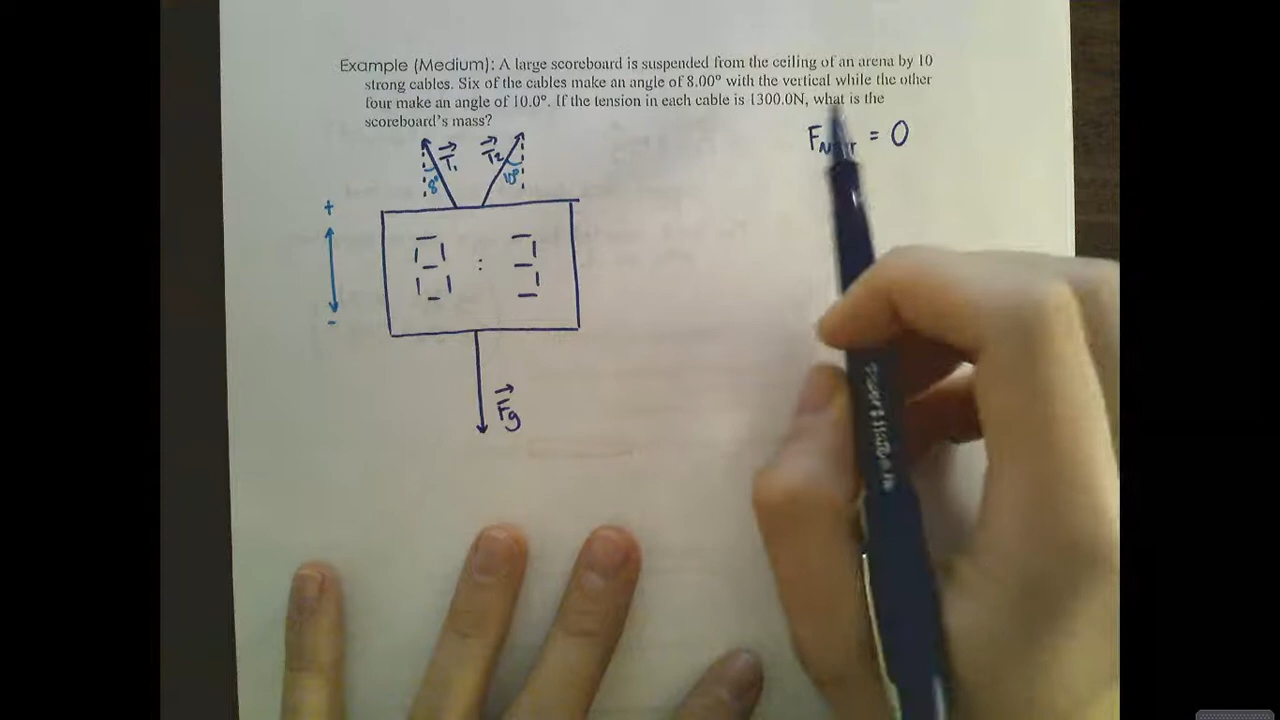 Example (Medium): A large scoreboard is suspended from the ceiling of an arena by 10
strong cables. Six of the cables make an angle of 8.00° with the vertical while the other
four make an angle of 10.0°. If the tension in each cable is 1300.0N, what is the
scoreboard's mass?
= 0
T₁ T₂
8° 10°
+
8 : 3
-
Fg